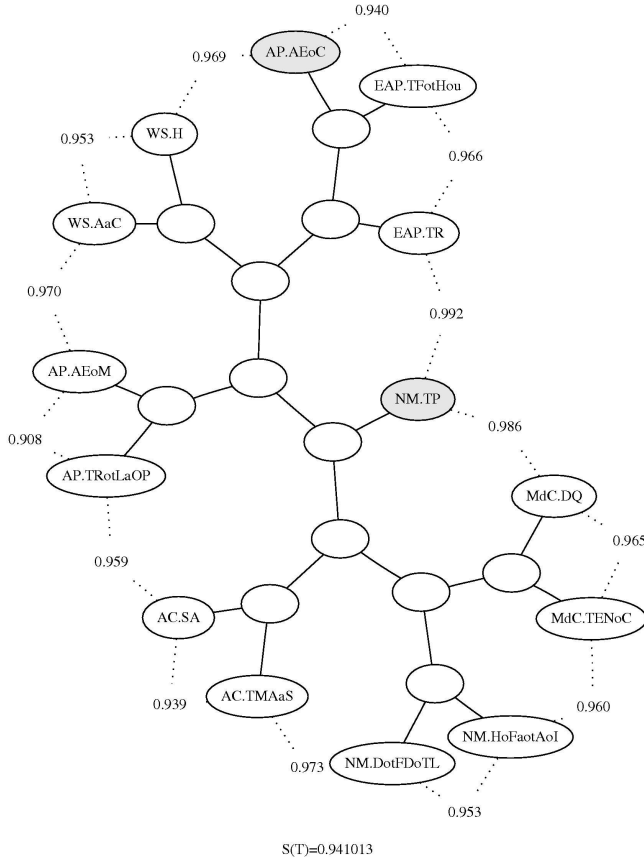 0.940
AP.AEoC
0.969
EAP.TFotHou
WS.H
0.953
0.966
WS.AaC
EAP.TR
0.970
0.992
AP.AEoM
NM.TP
0.908
0.986
AP.TRotLaOP
MdC.DQ
0.965
0.959
AC.SA
MdC.TENoC
0.939
AC.TMAaS
0.960
NM.HoFaotAoI
0.973
NM.DotFDoTL
0.953
S(T)=0.941013